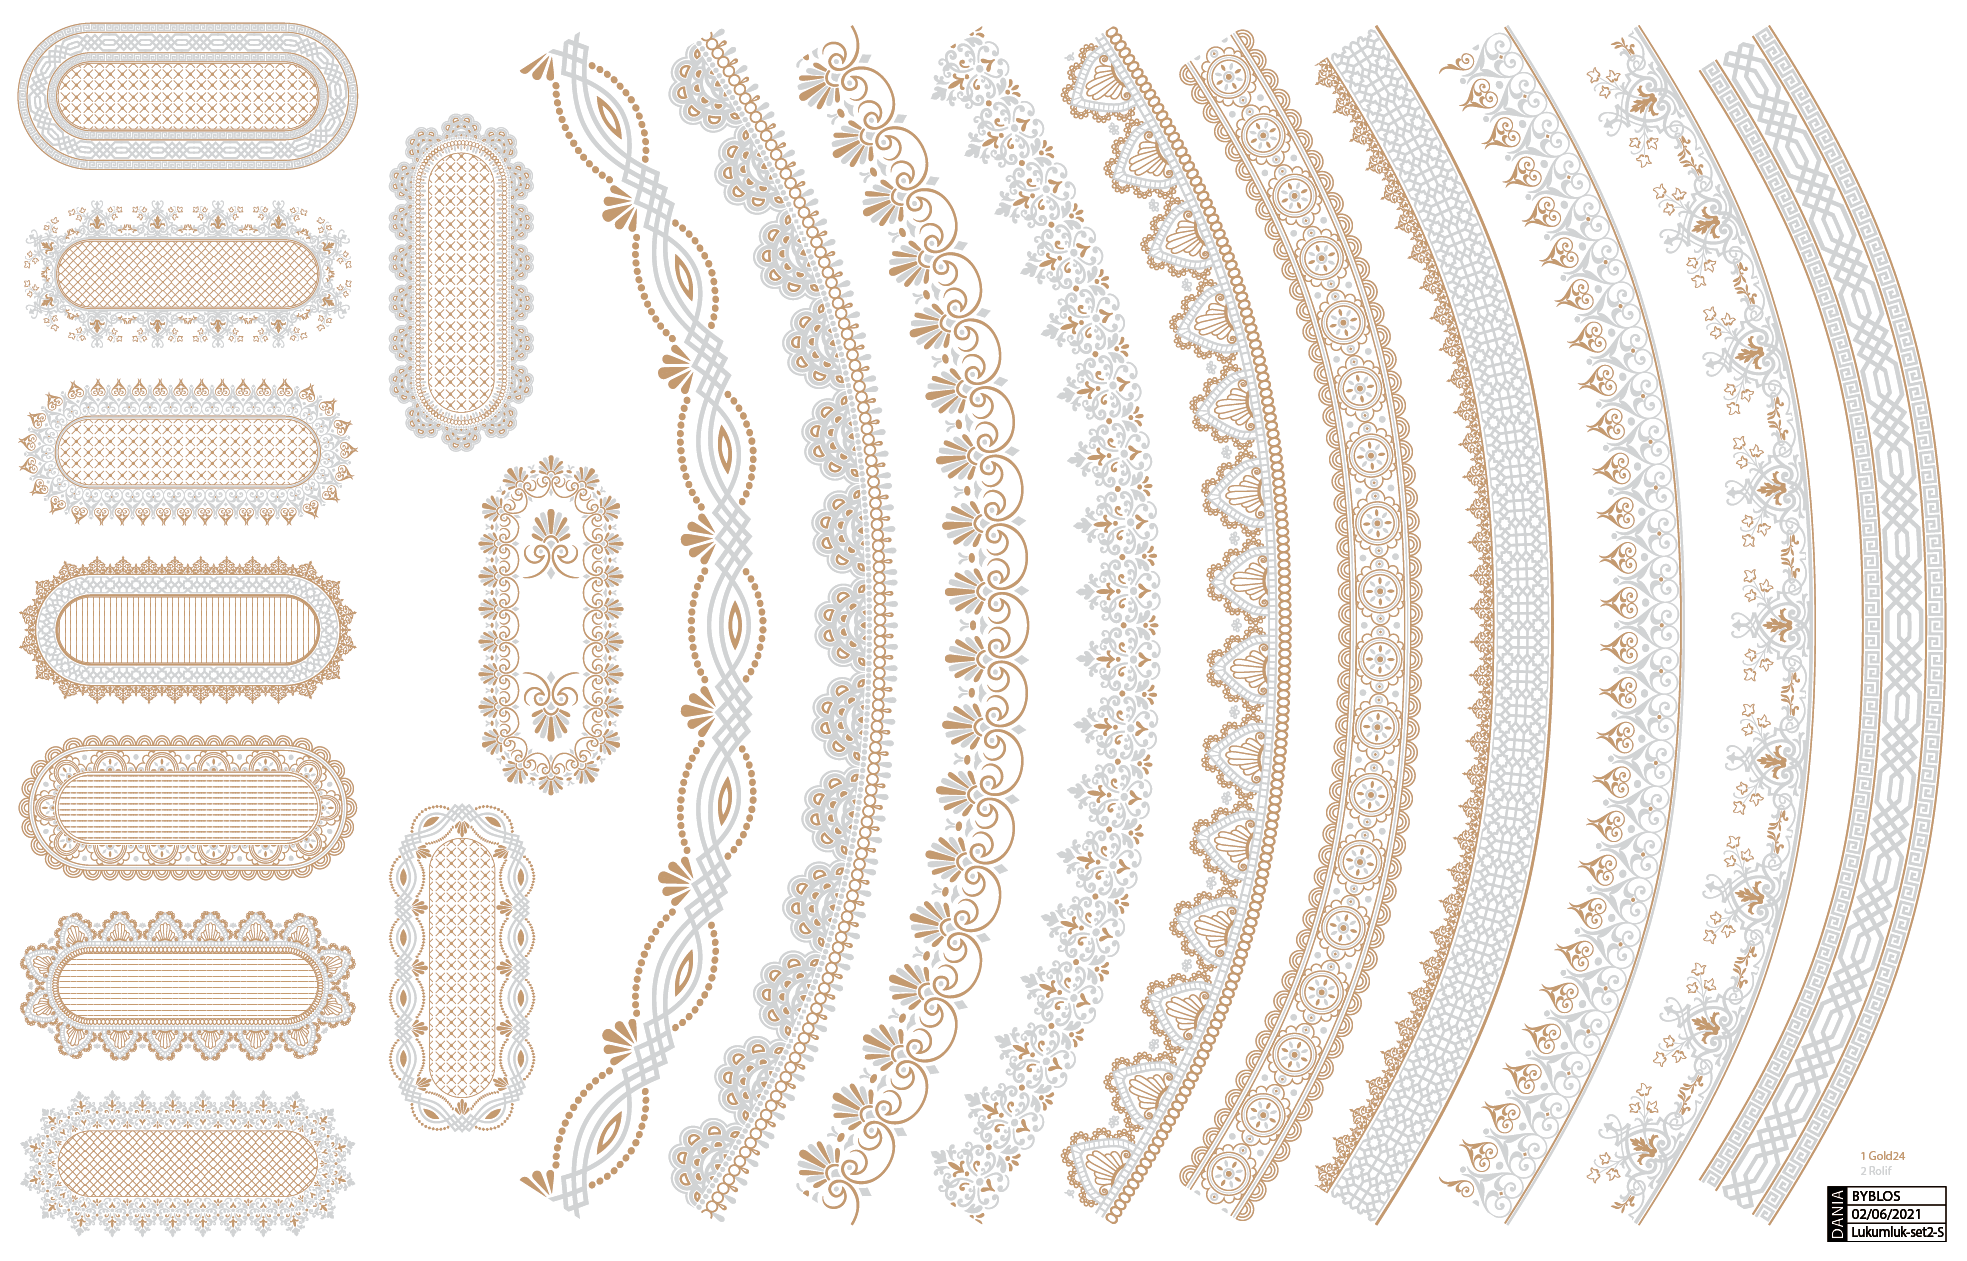 1 Gold24
2 Rolif
DANIA
BYBLOS
02/06/2021
Lukumluk-set2-S